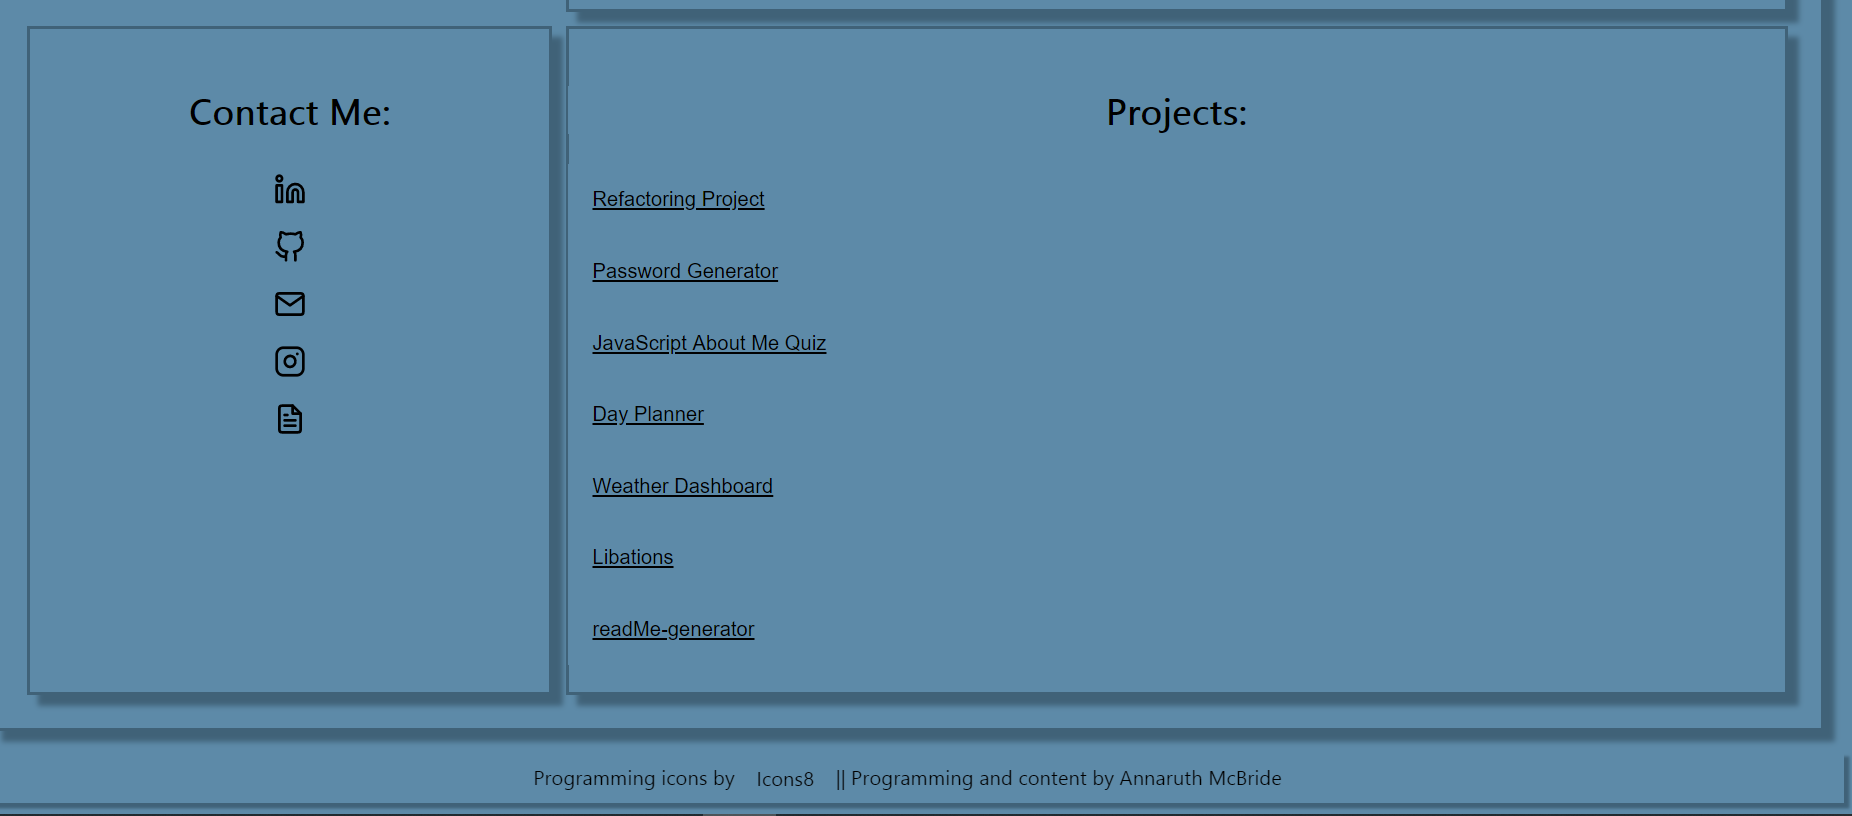 Contact Me:
Projects:
Refactoring Project
Password Generator
JavaScript About Me Quiz
Day Planner
Weather Dashboard
Libations
readMe-generator
Programming icons by Icons8 || Programming and content by Annaruth McBride